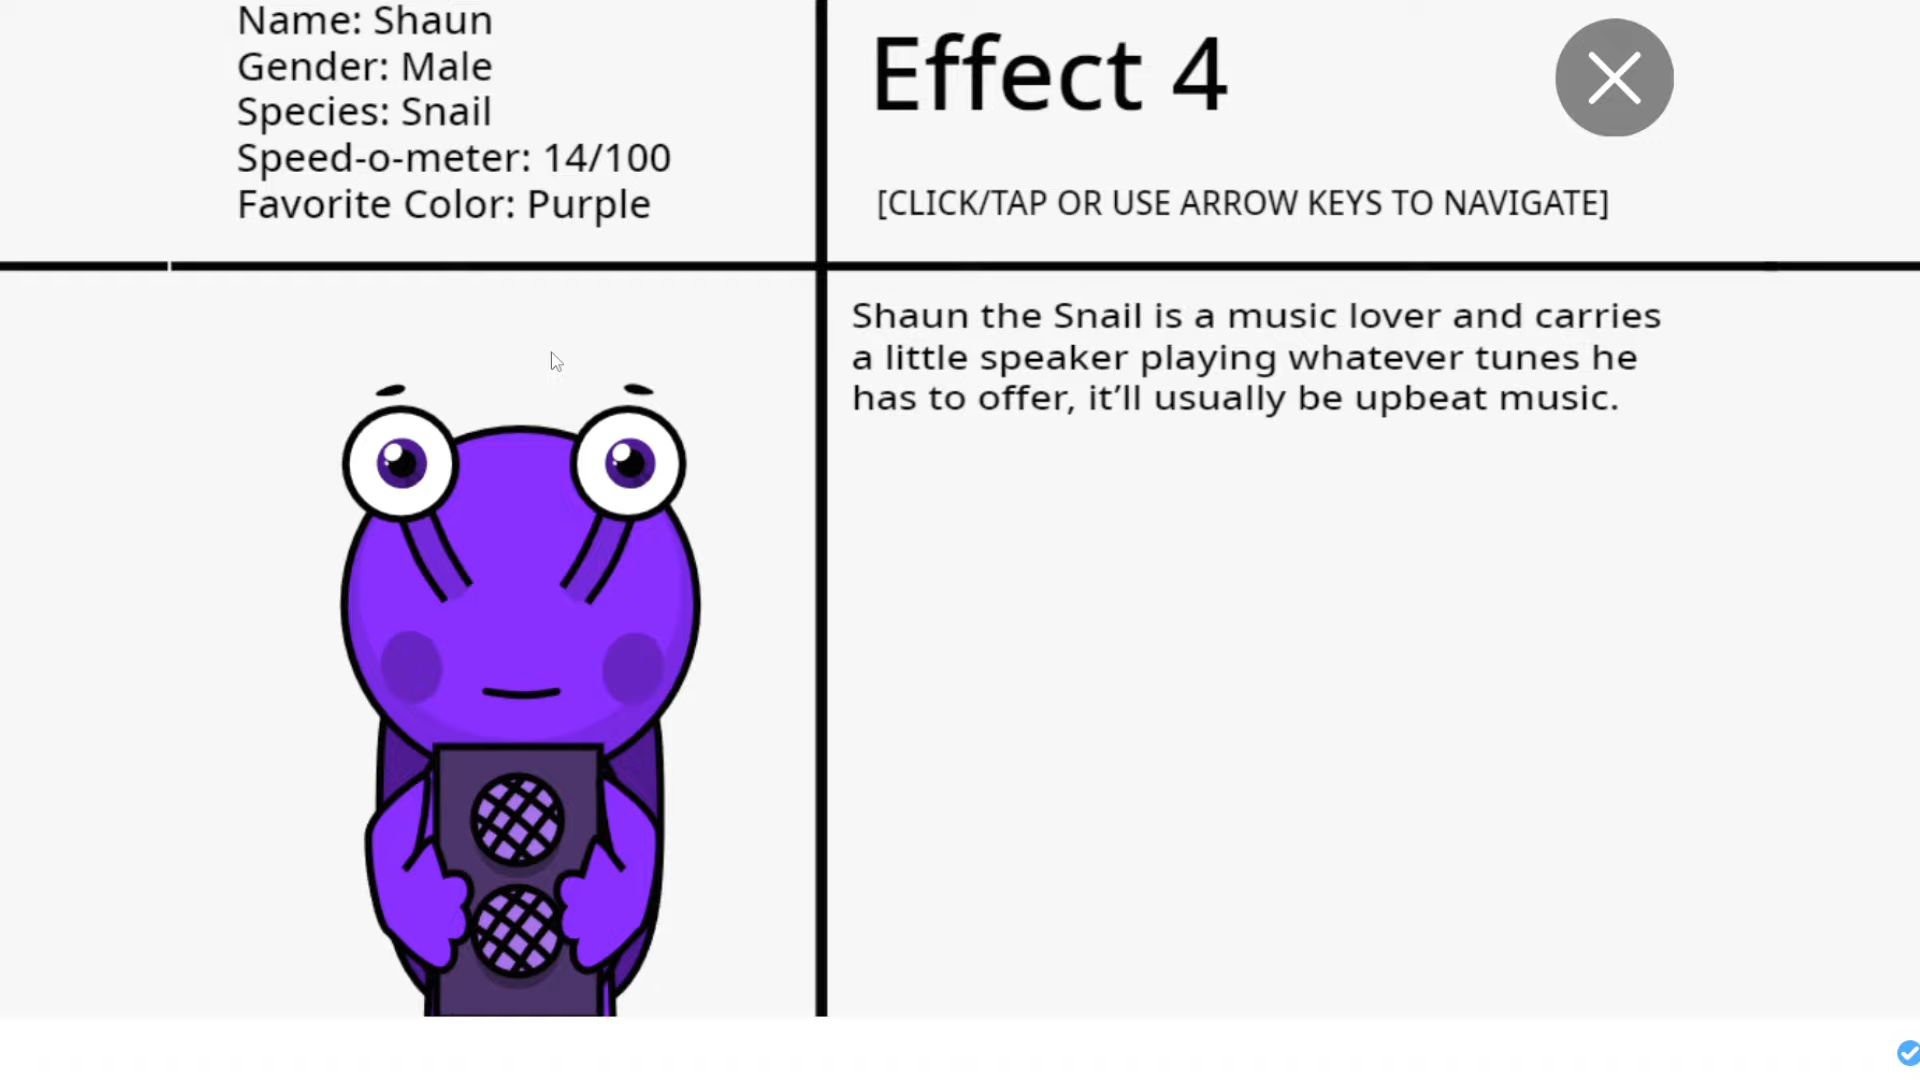 Name: Shaun
Gender: Male
Species: Snail
Speed-o-meter: 14/100
Favorite Color: Purple
Effect 4
[CLICK/TAP OR USE ARROW KEYS TO NAVIGATE]
Shaun the Snail is a music lover and carries
a little speaker playing whatever tunes he
has to offer, it’ll usually be upbeat music.